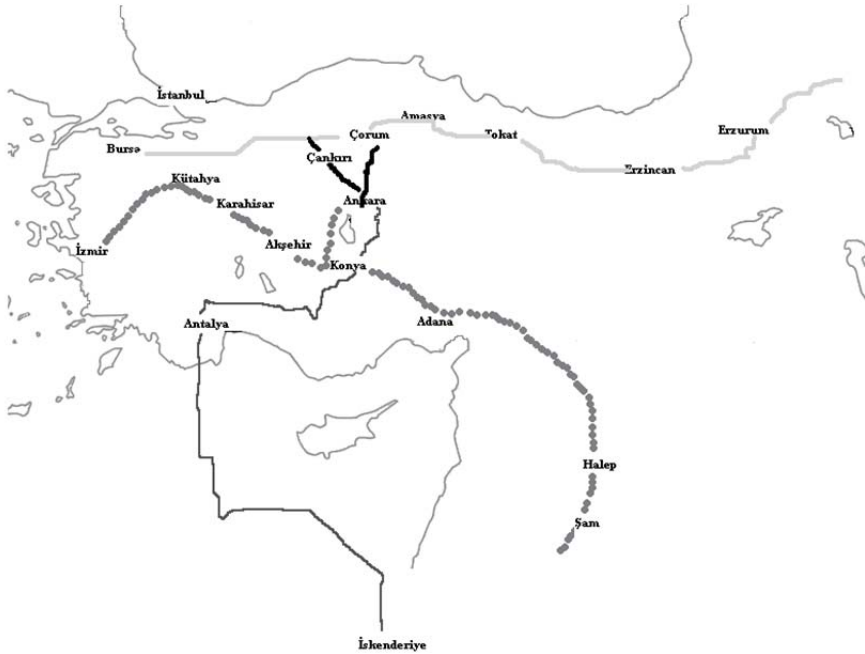 İstanbul
Amasya
Çorum
Tokat
Erzurum
Bursa
Çankırı
Erzincan
Kütahya
Ankara
Karahisar
Akşehir
İzmir
Konya
Antalya
Adana
Halep
Şam
İskenderiye